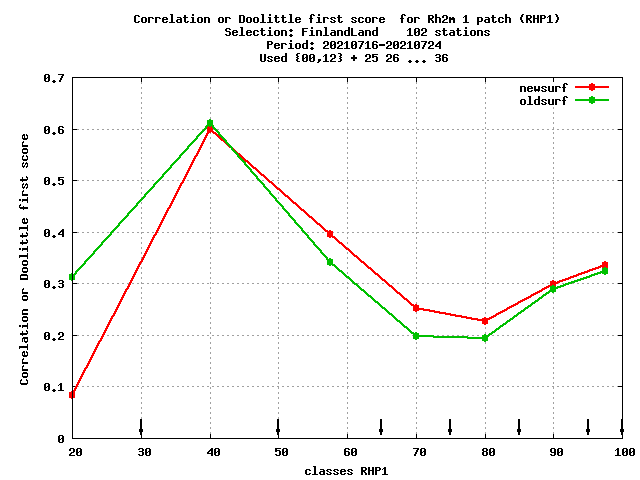 Correlation or Doolittle first score  for Rh2m 1 patch (RHP1)
Selection: FinlandLand    102 stations
Period: 20210716-20210724
Used {00,12} + 25 26 ... 36
newsurf
oldsurf
Correlation or Doolittle first score
0.7
0.6
0.5
0.4
0.3
0.2
0.1
0
20 30 40 50 60 70 80 90 100
classes RHP1